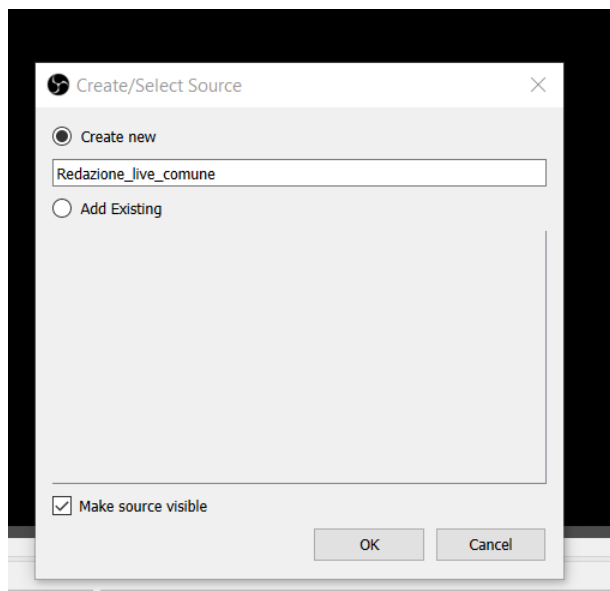 Create/Select Source
Create new
Redazione_live_comune
Add Existing
Make source visible
OK
Cancel